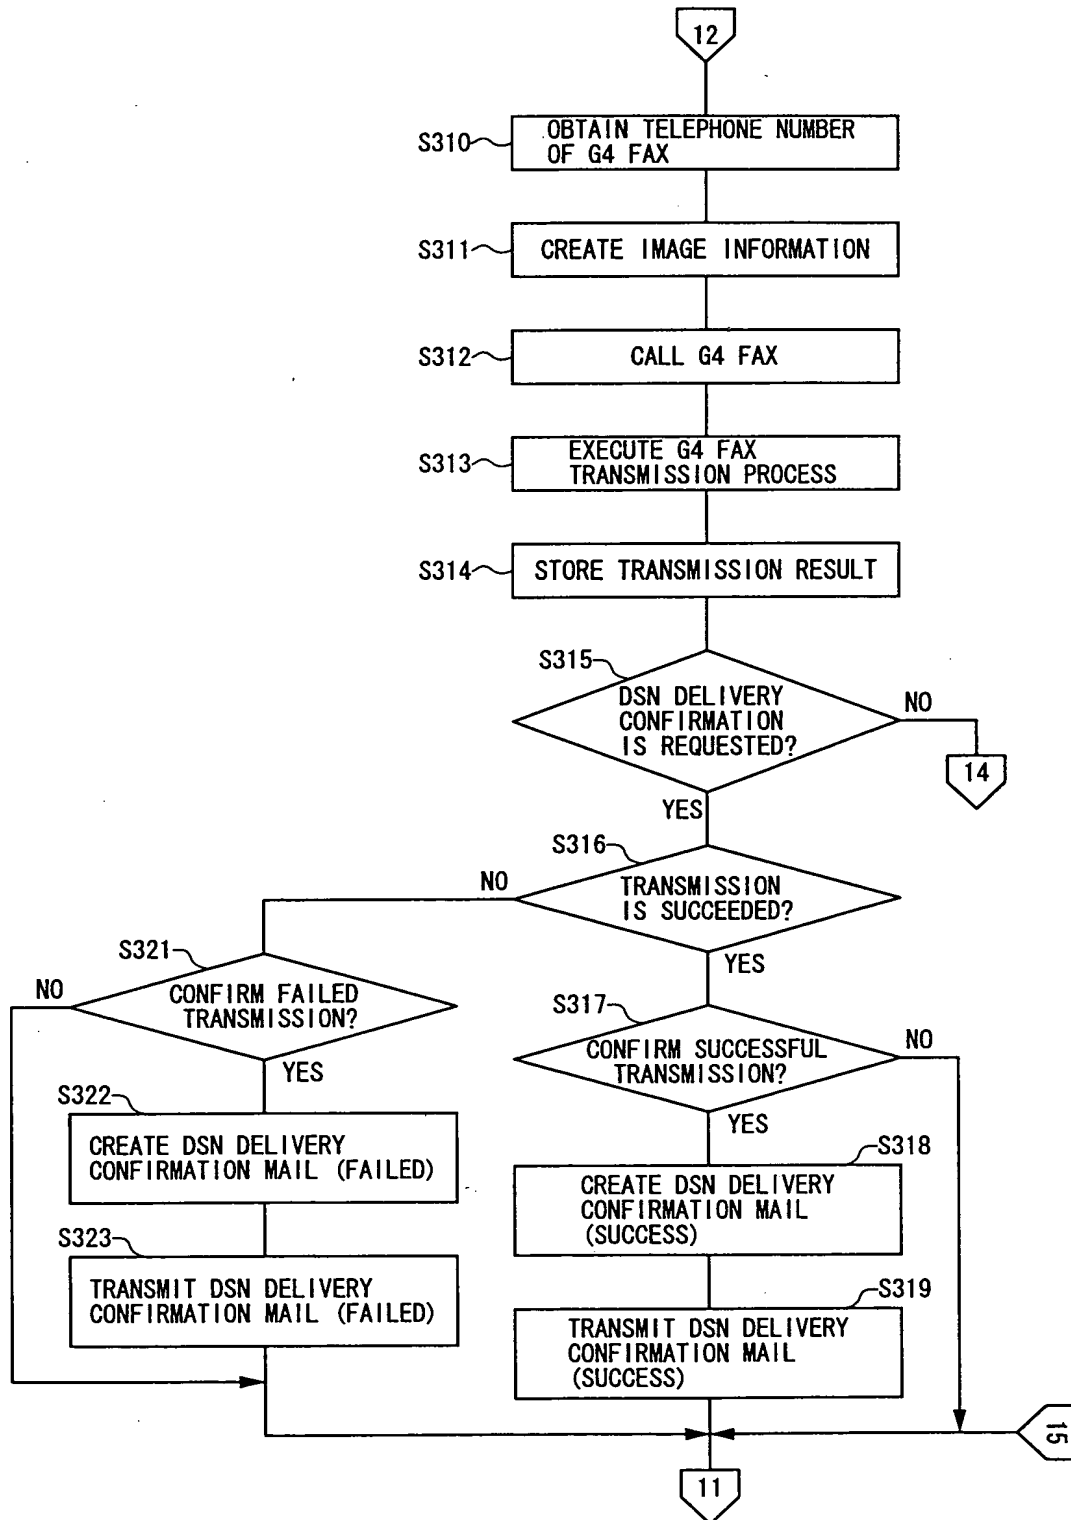 12
S310
OBTAIN TELEPHONE NUMBER
OF G4 FAX
S311
CREATE IMAGE INFORMATION
S312
CALL G4 FAX
S313
EXECUTE G4 FAX
TRANSMISSION PROCESS
S314
STORE TRANSMISSION RESULT
S315
DSN DELIVERY
CONFIRMATION
IS REQUESTED?
NO
14
YES
S316
TRANSMISSION
IS SUCCEEDED?
NO
YES
S321
CONFIRM FAILED
TRANSMISSION?
NO
YES
S317
CONFIRM SUCCESSFUL
TRANSMISSION?
NO
YES
S322
CREATE DSN DELIVERY
CONFIRMATION MAIL (FAILED)
S318
CREATE DSN DELIVERY
CONFIRMATION MAIL
(SUCCESS)
S323
TRANSMIT DSN DELIVERY
CONFIRMATION MAIL (FAILED)
S319
TRANSMIT DSN DELIVERY
CONFIRMATION MAIL
(SUCCESS)
15
11